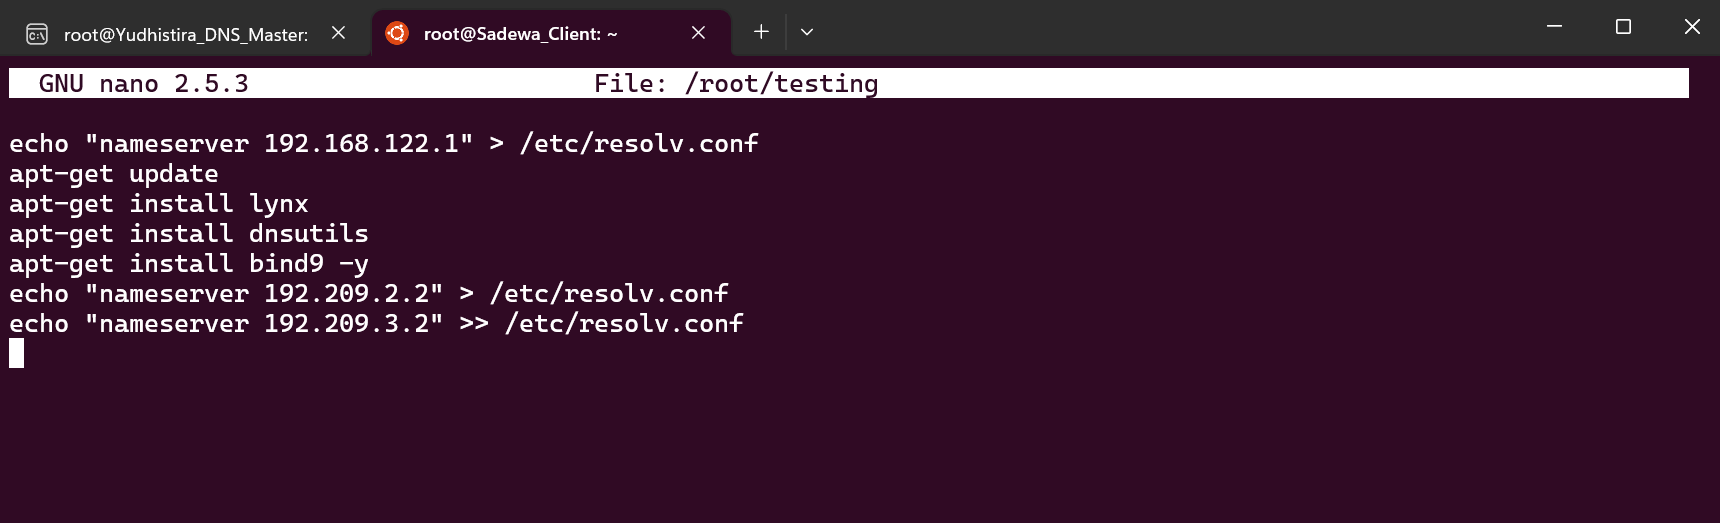 root@Yudhistira_DNS_Master:
root@Sadewa_Client: ~
GNU nano 2.5.3 File: /root/testing
echo "nameserver 192.168.122.1" > /etc/resolv.conf
apt-get update
apt-get install lynx
apt-get install dnsutils
apt-get install bind9 -y
echo "nameserver 192.209.2.2" > /etc/resolv.conf
echo "nameserver 192.209.3.2" >> /etc/resolv.conf